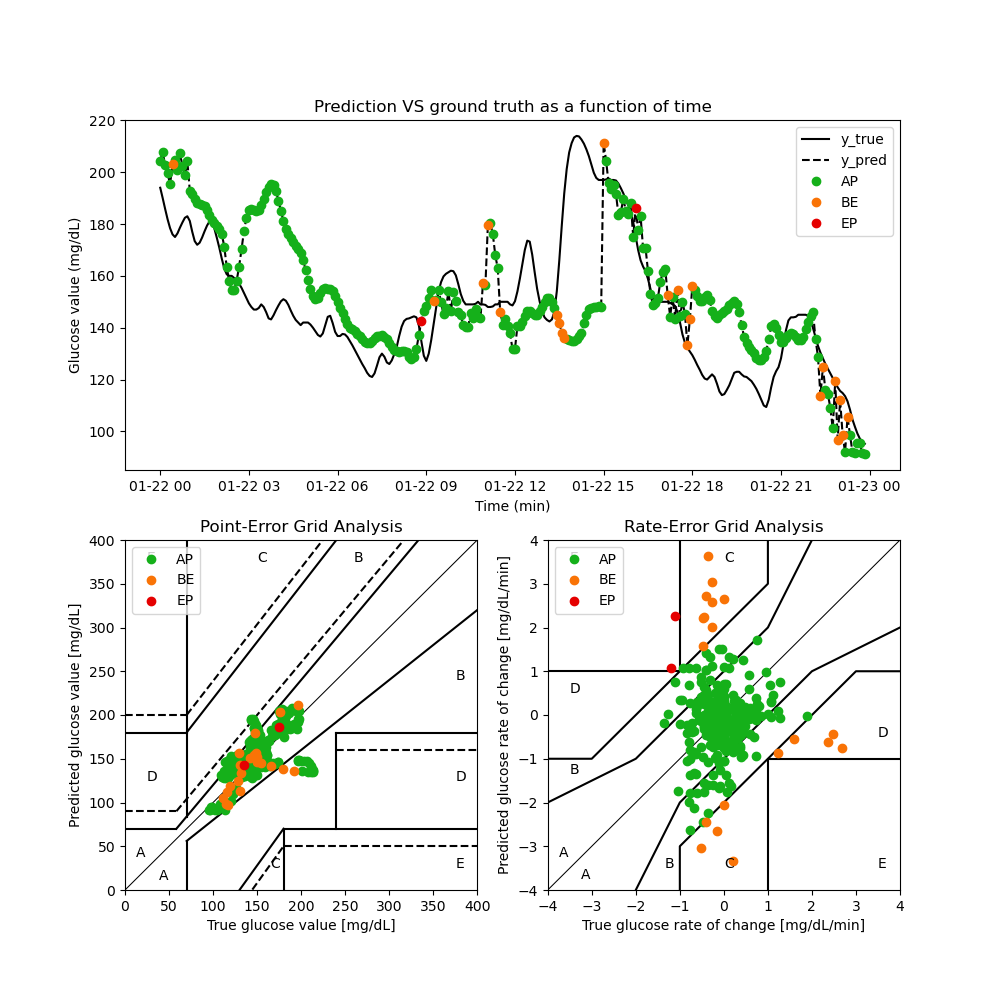 Prediction VS ground truth as a function of time
Glucose value (mg/dL)
220
200
180
160
140
120
100
y_true
y_pred
AP
BE
EP
01-22 00 01-22 03 01-22 06 01-22 09 01-22 12 01-22 15 01-22 18 01-22 21 01-23 00
Time (min)
Point-Error Grid Analysis
Predicted glucose value [mg/dL]
400
350
300
250
200
150
100
50
0
AP
BE
EP
C
B
B
D
D
A
A
C
E
0 50 100 150 200 250 300 350 400
True glucose value [mg/dL]
Rate-Error Grid Analysis
Predicted glucose rate of change [mg/dL/min]
4
3
2
1
0
−1
−2
−3
−4
AP
BE
EP
C
D
D
B
A
A
B
C
E
−4 −3 −2 −1 0 1 2 3 4
True glucose rate of change [mg/dL/min]